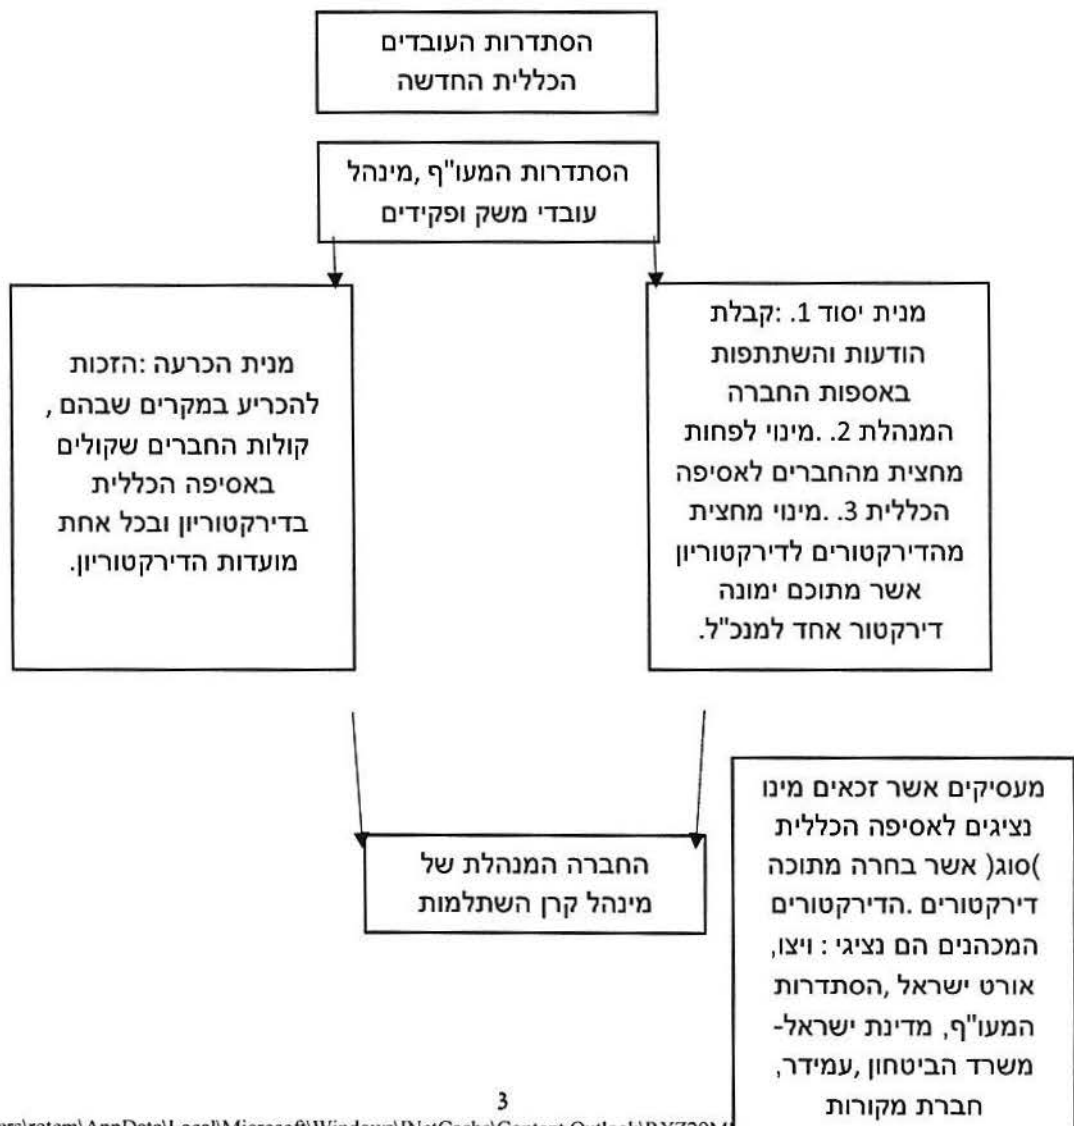 הסתדרות העובדים
הכללית החדשה
הסתדרות המעו"ף ,מינהל
עובדי משק ופקידים
מנית יסוד 1. :קבלת
הודעות והשתתפות
באספות החברה
המנהלת 2. .מינוי לפחות
מחצית מהחברים לאסיפה
הכללית 3. .מינוי מחצית
מהדירקטורים לדירקטוריון
אשר מתוכם ימונה
דירקטור אחד למנכ"ל.
מנית הכרעה :הזכות
להכריע במקרים שבהם ,
קולות החברים שקולים
באסיפה הכללית
בדירקטוריון ובכל אחת
מועדות הדירקטוריון.
החברה המנהלת של
מינהל קרן השתלמות
מעסיקים אשר זכאים מינו
נציגים לאסיפה הכללית
)סוג( אשר בחרה מתוכה
דירקטורים .הדירקטורים
המכהנים הם נציגי : ויצו,
אורט ישראל ,הסתדרות
המעו"ף, מדינת ישראל-
משרד הביטחון ,עמידר,
חברת מקורות
3